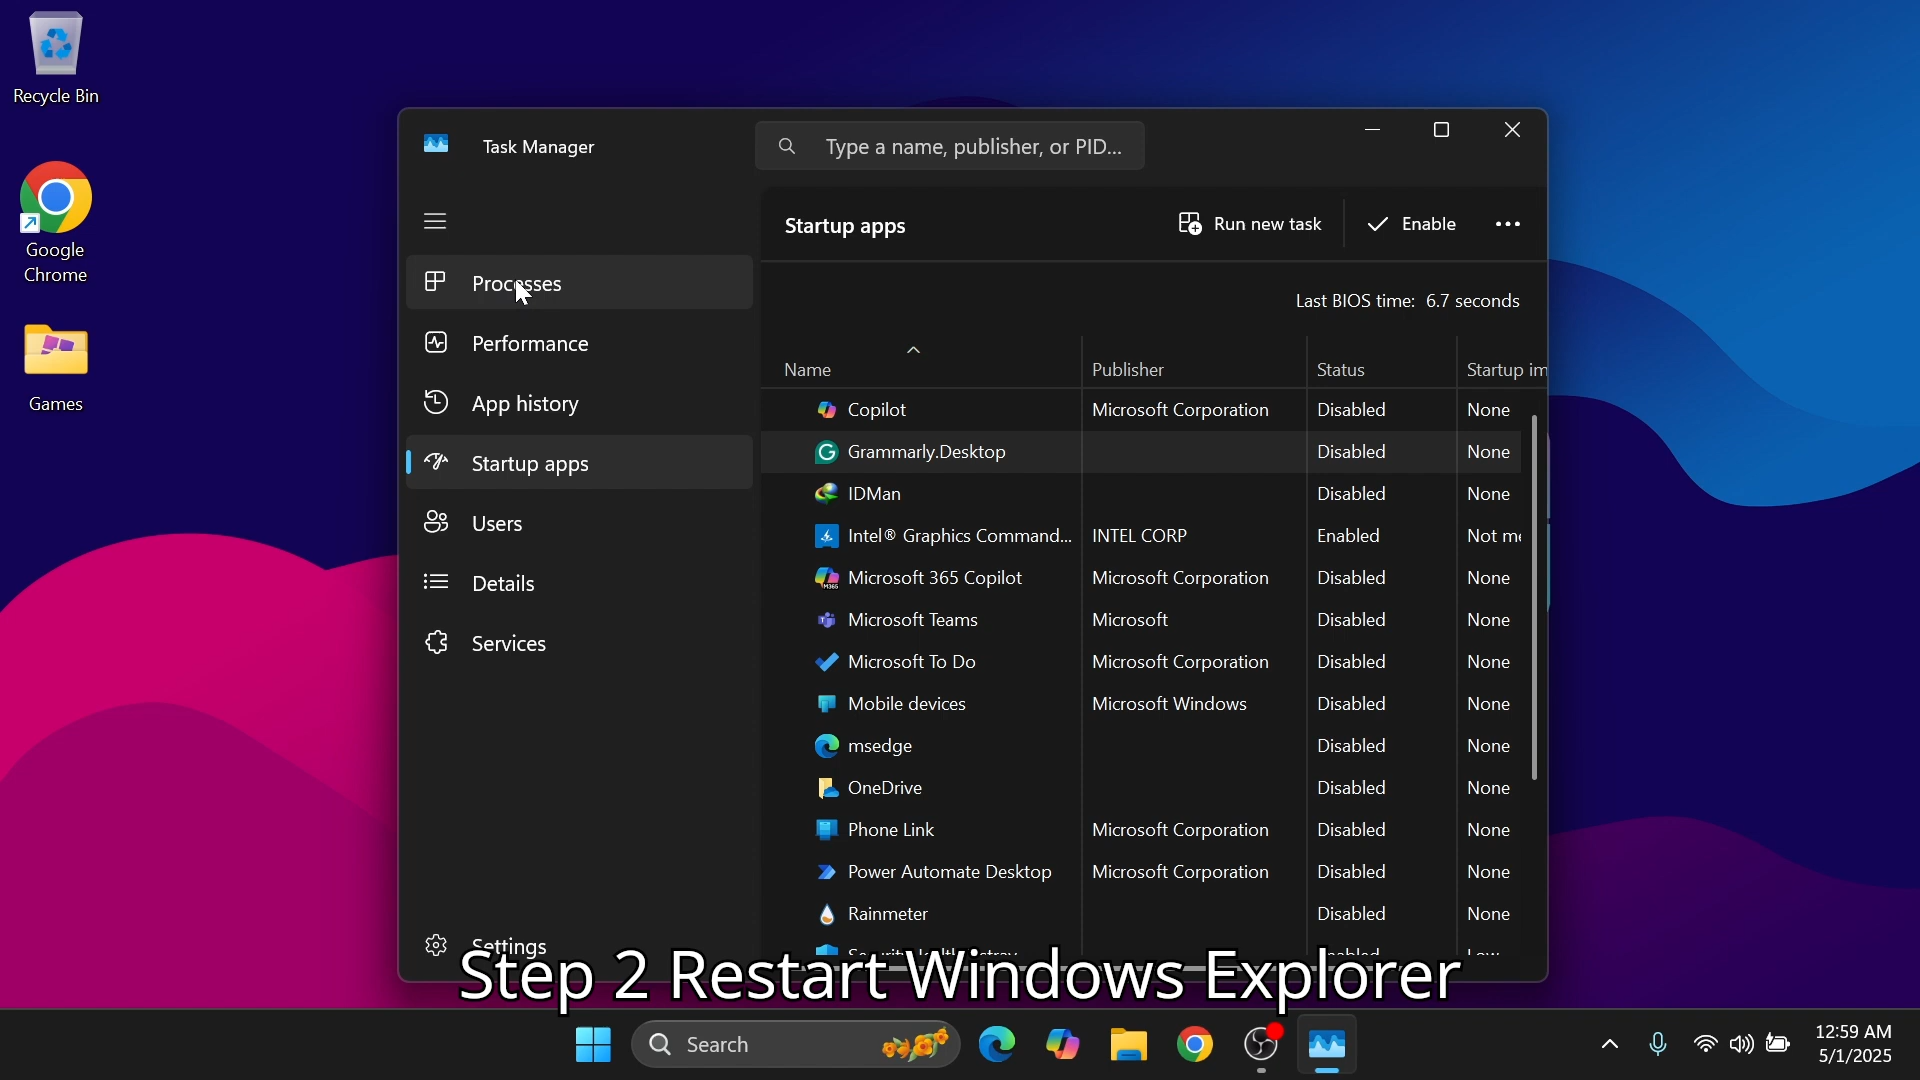 Recycle Bin
Google
Chrome
Games
Task Manager
Type a name, publisher, or PID...
Processes
Performance
App history
Startup apps
Users
Details
Services
Settings
Startup apps
Run new task
Enable
Last BIOS time: 6.7 seconds
Name Publisher Status Startup im
Copilot Microsoft Corporation Disabled None
Grammarly.Desktop Disabled None
IDMan Disabled None
Intel® Graphics Command... INTEL CORP Enabled Not me
Microsoft 365 Copilot Microsoft Corporation Disabled None
Microsoft Teams Microsoft Disabled None
Microsoft To Do Microsoft Corporation Disabled None
Mobile devices Microsoft Windows Disabled None
msedge Disabled None
OneDrive Disabled None
Phone Link Microsoft Corporation Disabled None
Power Automate Desktop Microsoft Corporation Disabled None
Rainmeter Disabled None
Step 2 Restart Windows Explorer
Search
12:59 AM
5/1/2025